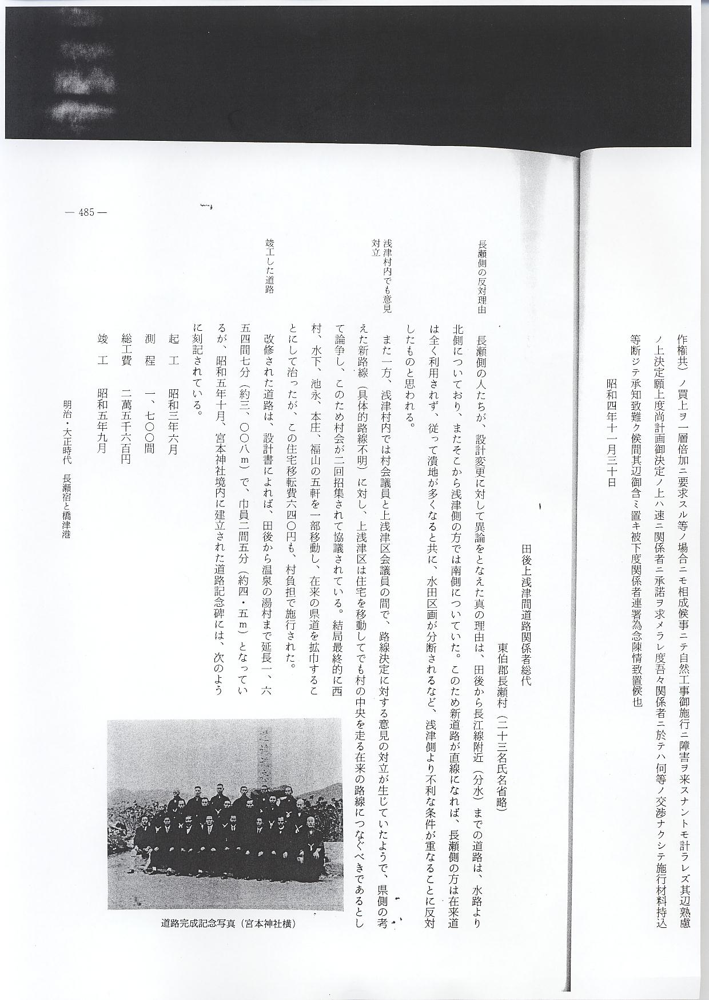 作権共）ノ買上ヲ一層倍加ニ要求スル等ノ場合ニモ相成候事ニテ自然工事御施行ニ障害ヲ来スナントモ計ラレズ其辺熟慮
ノ上決定願上度尚計画御決定ノ上ハ速ニ関係者ニ承諾ヲ求メラレ度吾々関係者ニ於テハ何等ノ交渉ナクシテ施行材料持込
等断ジテ承知致難ク候間其辺御含ミ置キ被下度関係者連署為念陳情致置候也
昭和四年十一月三十日
田後上浅津間道路関係者総代
東伯郡長瀬村（二十三名氏名省略）
長瀬側の反対理由
長瀬側の人たちが、設計変更に対して異論をとなえた真の理由は、田後から長江線附近（分水）までの道路は、水路より
北側についており、またそこから浅津側の方では南側についていた。このため新道路が直線になれば、長瀬側の方は在来道
は全く利用されず、従って潰地が多くなると共に、水田区画が分断されるなど、浅津側より不利な条件が重なることに反対
したものと思われる。
浅津村内でも意見
対立
また一方、浅津村内では村会議員と上浅津区会議員の間で、路線決定に対する意見の対立が生じていたようで、県側の考
えた新路線（具体的路線不明）に対し、上浅津区は住宅を移動してでも村の中央を走る在来の路線につなぐべきであるとし
て論争し、このため村会が二回招集されて協議されている。結局最終的に西
村、水下、池永、本庄、福山の五軒を一部移動し、在来の県道を拡巾するこ
とにして治ったが、この住宅移転費六四〇円も、村負担で施行された。
竣工した道路
改修された道路は、設計書によれば、田後から温泉の湯村まで延長一、六
五四間七分（約三、〇〇八ｍ）で、巾員二間五分（約四・五ｍ）となってい
るが、昭和五年十月、宮本神社境内に建立された道路記念碑には、次のよう
に刻記されている。
起　工　昭和三年六月
測　程　一、七〇〇間
総工費　二萬五千六百円
竣　工　昭和五年九月
道路完成記念写真（宮本神社横）
明治・大正時代　長瀬宿と橋津港
— 485 —